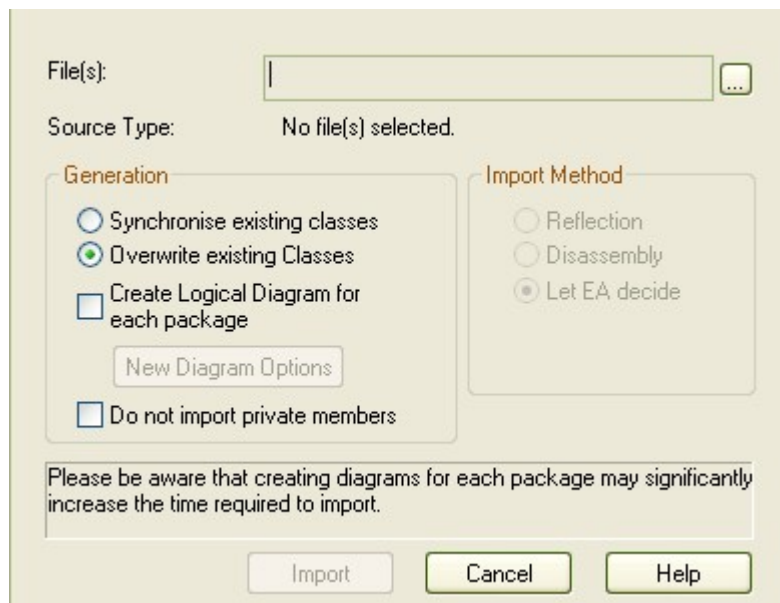 File(s):
...
Source Type: No file(s) selected.
Generation
Synchronise existing classes
Overwrite existing Classes
Create Logical Diagram for
each package
New Diagram Options
Do not import private members
Import Method
Reflection
Disassembly
Let EA decide
Please be aware that creating diagrams for each package may significantly
increase the time required to import.
Import Cancel Help